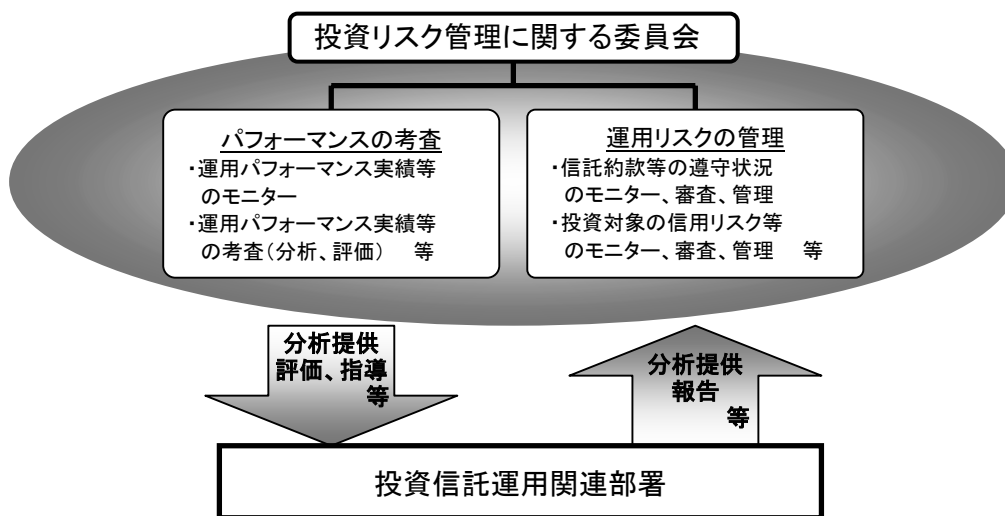 投資リスク管理に関する委員会
パフォーマンスの考査
・運用パフォーマンス実績等
のモニター
・運用パフォーマンス実績等
の考査(分析、評価) 等
運用リスクの管理
・信託約款等の遵守状況
のモニター、審査、管理
・投資対象の信用リスク等
のモニター、審査、管理 等
分析提供
評価、指導
等
分析提供
報告
等
投資信託運用関連部署